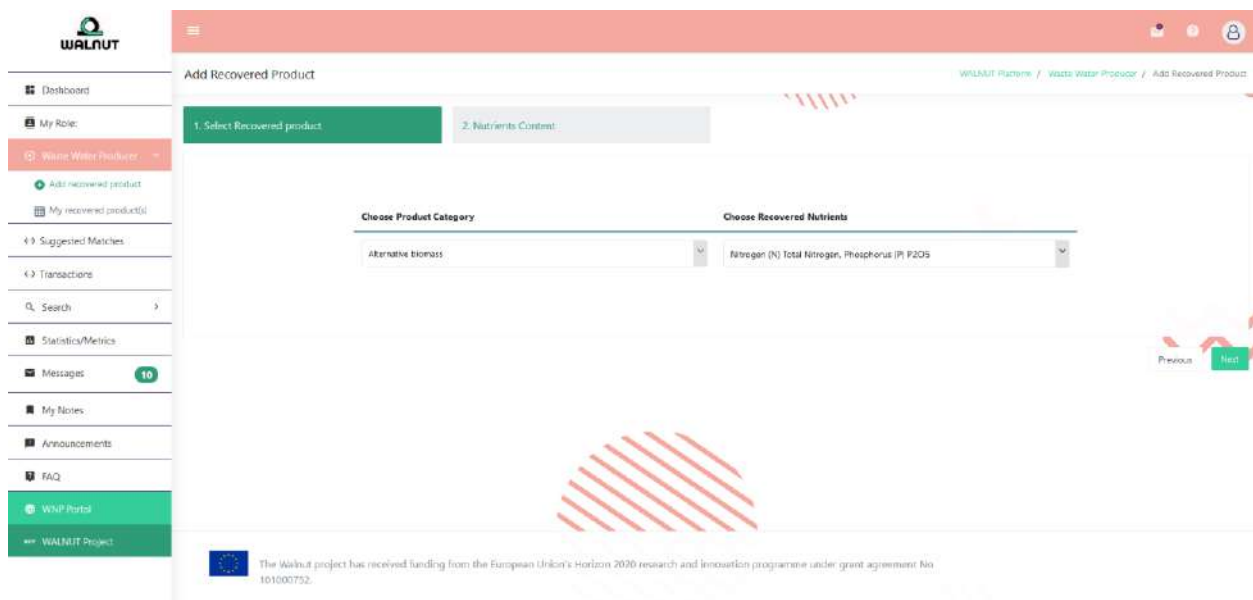 WALNUT
Add Recovered Product
WALNUT Platform / Waste Water Producer / Add Recovered Product
Dashboard
My Role:
Waste Water Producer
Add recovered product
My recovered product(s)
Suggested Matches
Transactions
Search
Statistics/Metrics
Messages 10
My Notes
Announcements
FAQ
WNP Portal
WALNUT Project
1. Select Recovered product
2. Nutrients Content
Choose Product Category
Choose Recovered Nutrients
Alternative biomass
Nitrogen (N) Total Nitrogen, Phosphorus (P) P2O5
Previous
Next
The Walnut project has received funding from the European Union's Horizon 2020 research and innovation programme under grant agreement No
101000752.